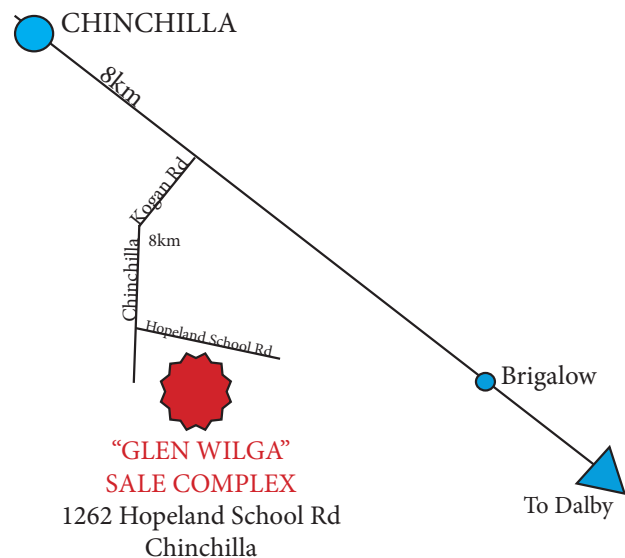 CHINCHILLA
8km
Kogan Rd
8km
Chinchilla
Hopeland School Rd
Brigalow
“GLEN WILGA”
SALE COMPLEX
1262 Hopeland School Rd
Chinchilla
To Dalby